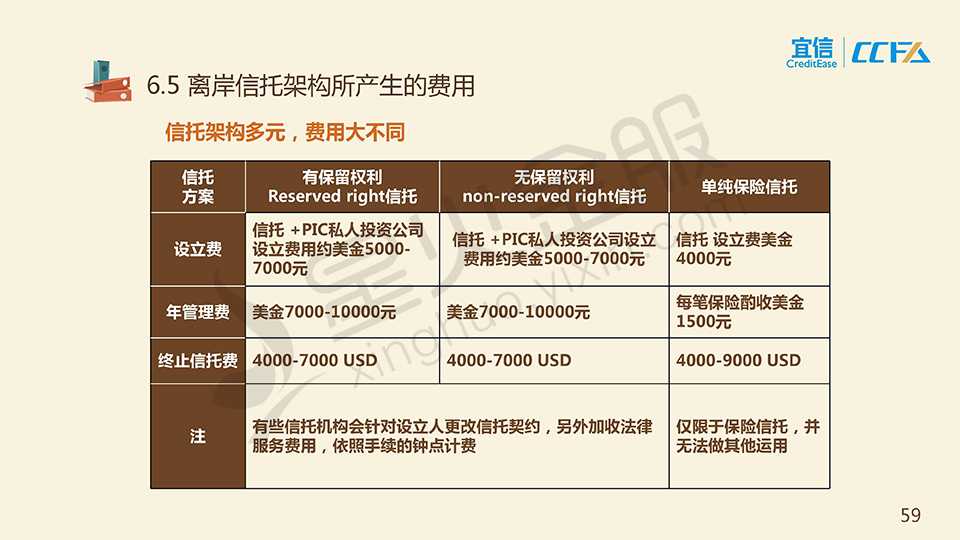 宜信
CreditEase
CCFA
6.5 离岸信托架构所产生的费用
信托架构多元，费用大不同
信托
方案
有保留权利
Reserved right信托
无保留权利
non-reserved right信托
单纯保险信托
设立费
信托 +PIC私人投资公司
设立费用约美金5000-
7000元
信托 +PIC私人投资公司设立
费用约美金5000-7000元
信托 设立费美金
4000元
年管理费
美金7000-10000元
美金7000-10000元
每笔保险酌收美金
1500元
终止信托费
4000-7000 USD
4000-7000 USD
4000-9000 USD
注
有些信托机构会针对设立人更改信托契约，另外加收法律
服务费用，依照手续的钟点计费
仅限于保险信托，并
无法做其他运用
星火金服
xinghuo.yixin.com
59